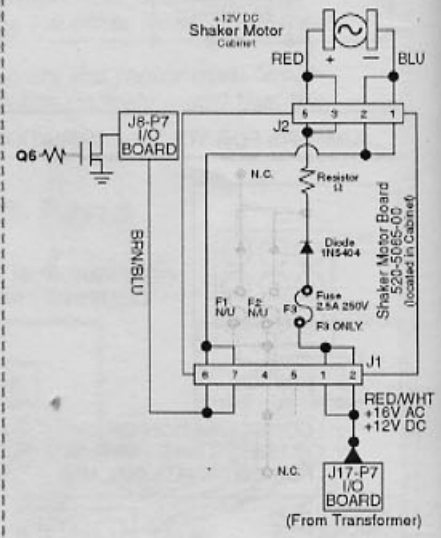 +12V DC
Shaker Motor
Cabinet
RED + − BLU
J8-P7
I/O
BOARD
Q6
J2
5 3 2 1
N.C.
Resistor
Ω
BRN/BLU
Diode
1N5404
Shaker Motor Board
520-5065-00
(located in Cabinet)
F1
N/U
F2
N/U
F3
Fuse
2.5A 250V
F3 ONLY.
J1
6 7 4 5 1 2
RED/WHT
+16V AC
+12V DC
N.C.
J17-P7
I/O
BOARD
(From Transformer)